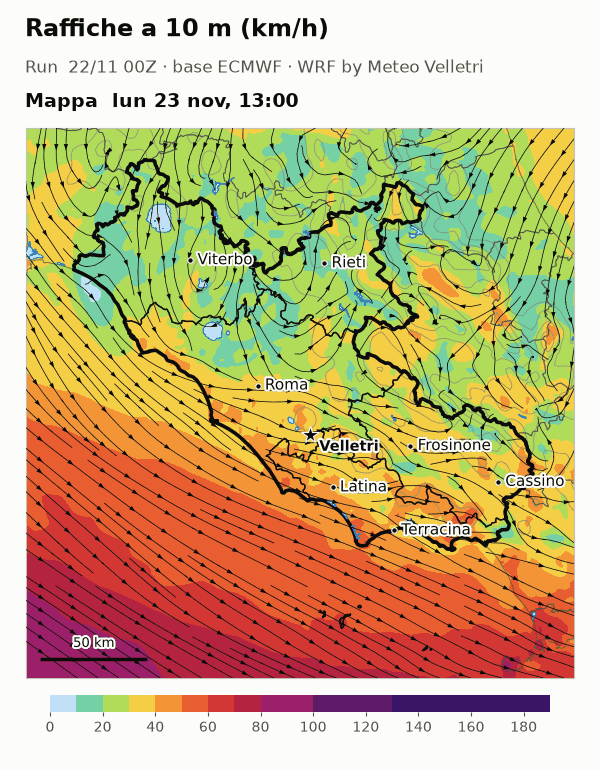 Raffiche a 10 m (km/h)
Run  22/11 00Z · base ECMWF · WRF by Meteo Velletri
Mappa  lun 23 nov, 13:00
Viterbo
Rieti
Roma
Velletri
Frosinone
Cassino
Latina
Terracina
50 km
0 20 40 60 80 100 120 140 160 180